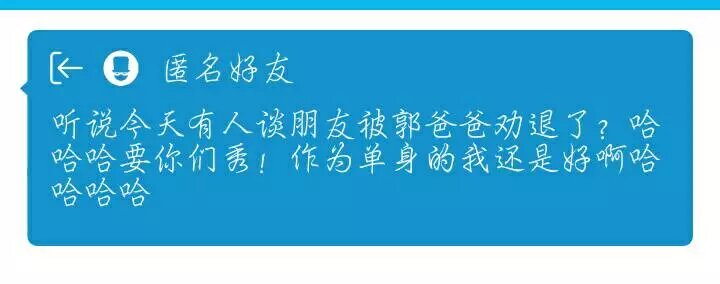 匿名好友
听说今天有人谈朋友被郭爸爸劝退了？哈
哈哈要你们秀！作为单身的我还是好啊哈
哈哈哈